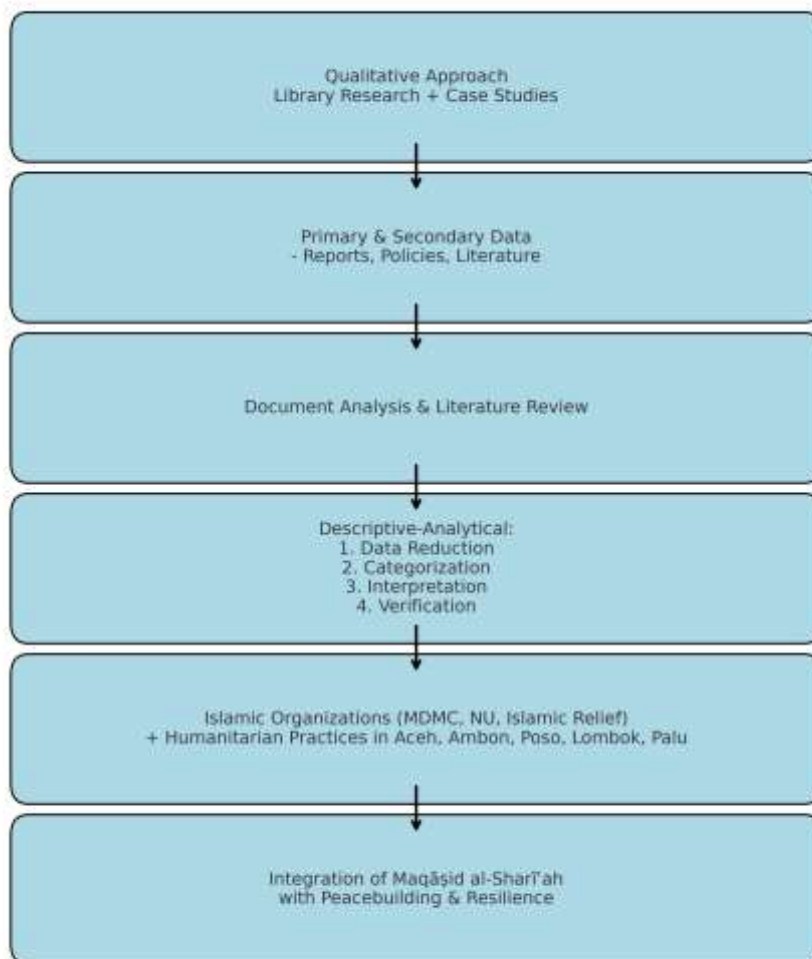 Qualitative Approach
Library Research + Case Studies
Primary & Secondary Data
- Reports, Policies, Literature
Document Analysis & Literature Review
Descriptive-Analytical:
1. Data Reduction
2. Categorization
3. Interpretation
4. Verification
Islamic Organizations (MDMC, NU, Islamic Relief)
+ Humanitarian Practices in Aceh, Ambon, Poso, Lombok, Palu
Integration of Maqāṣid al-Sharī'ah
with Peacebuilding & Resilience